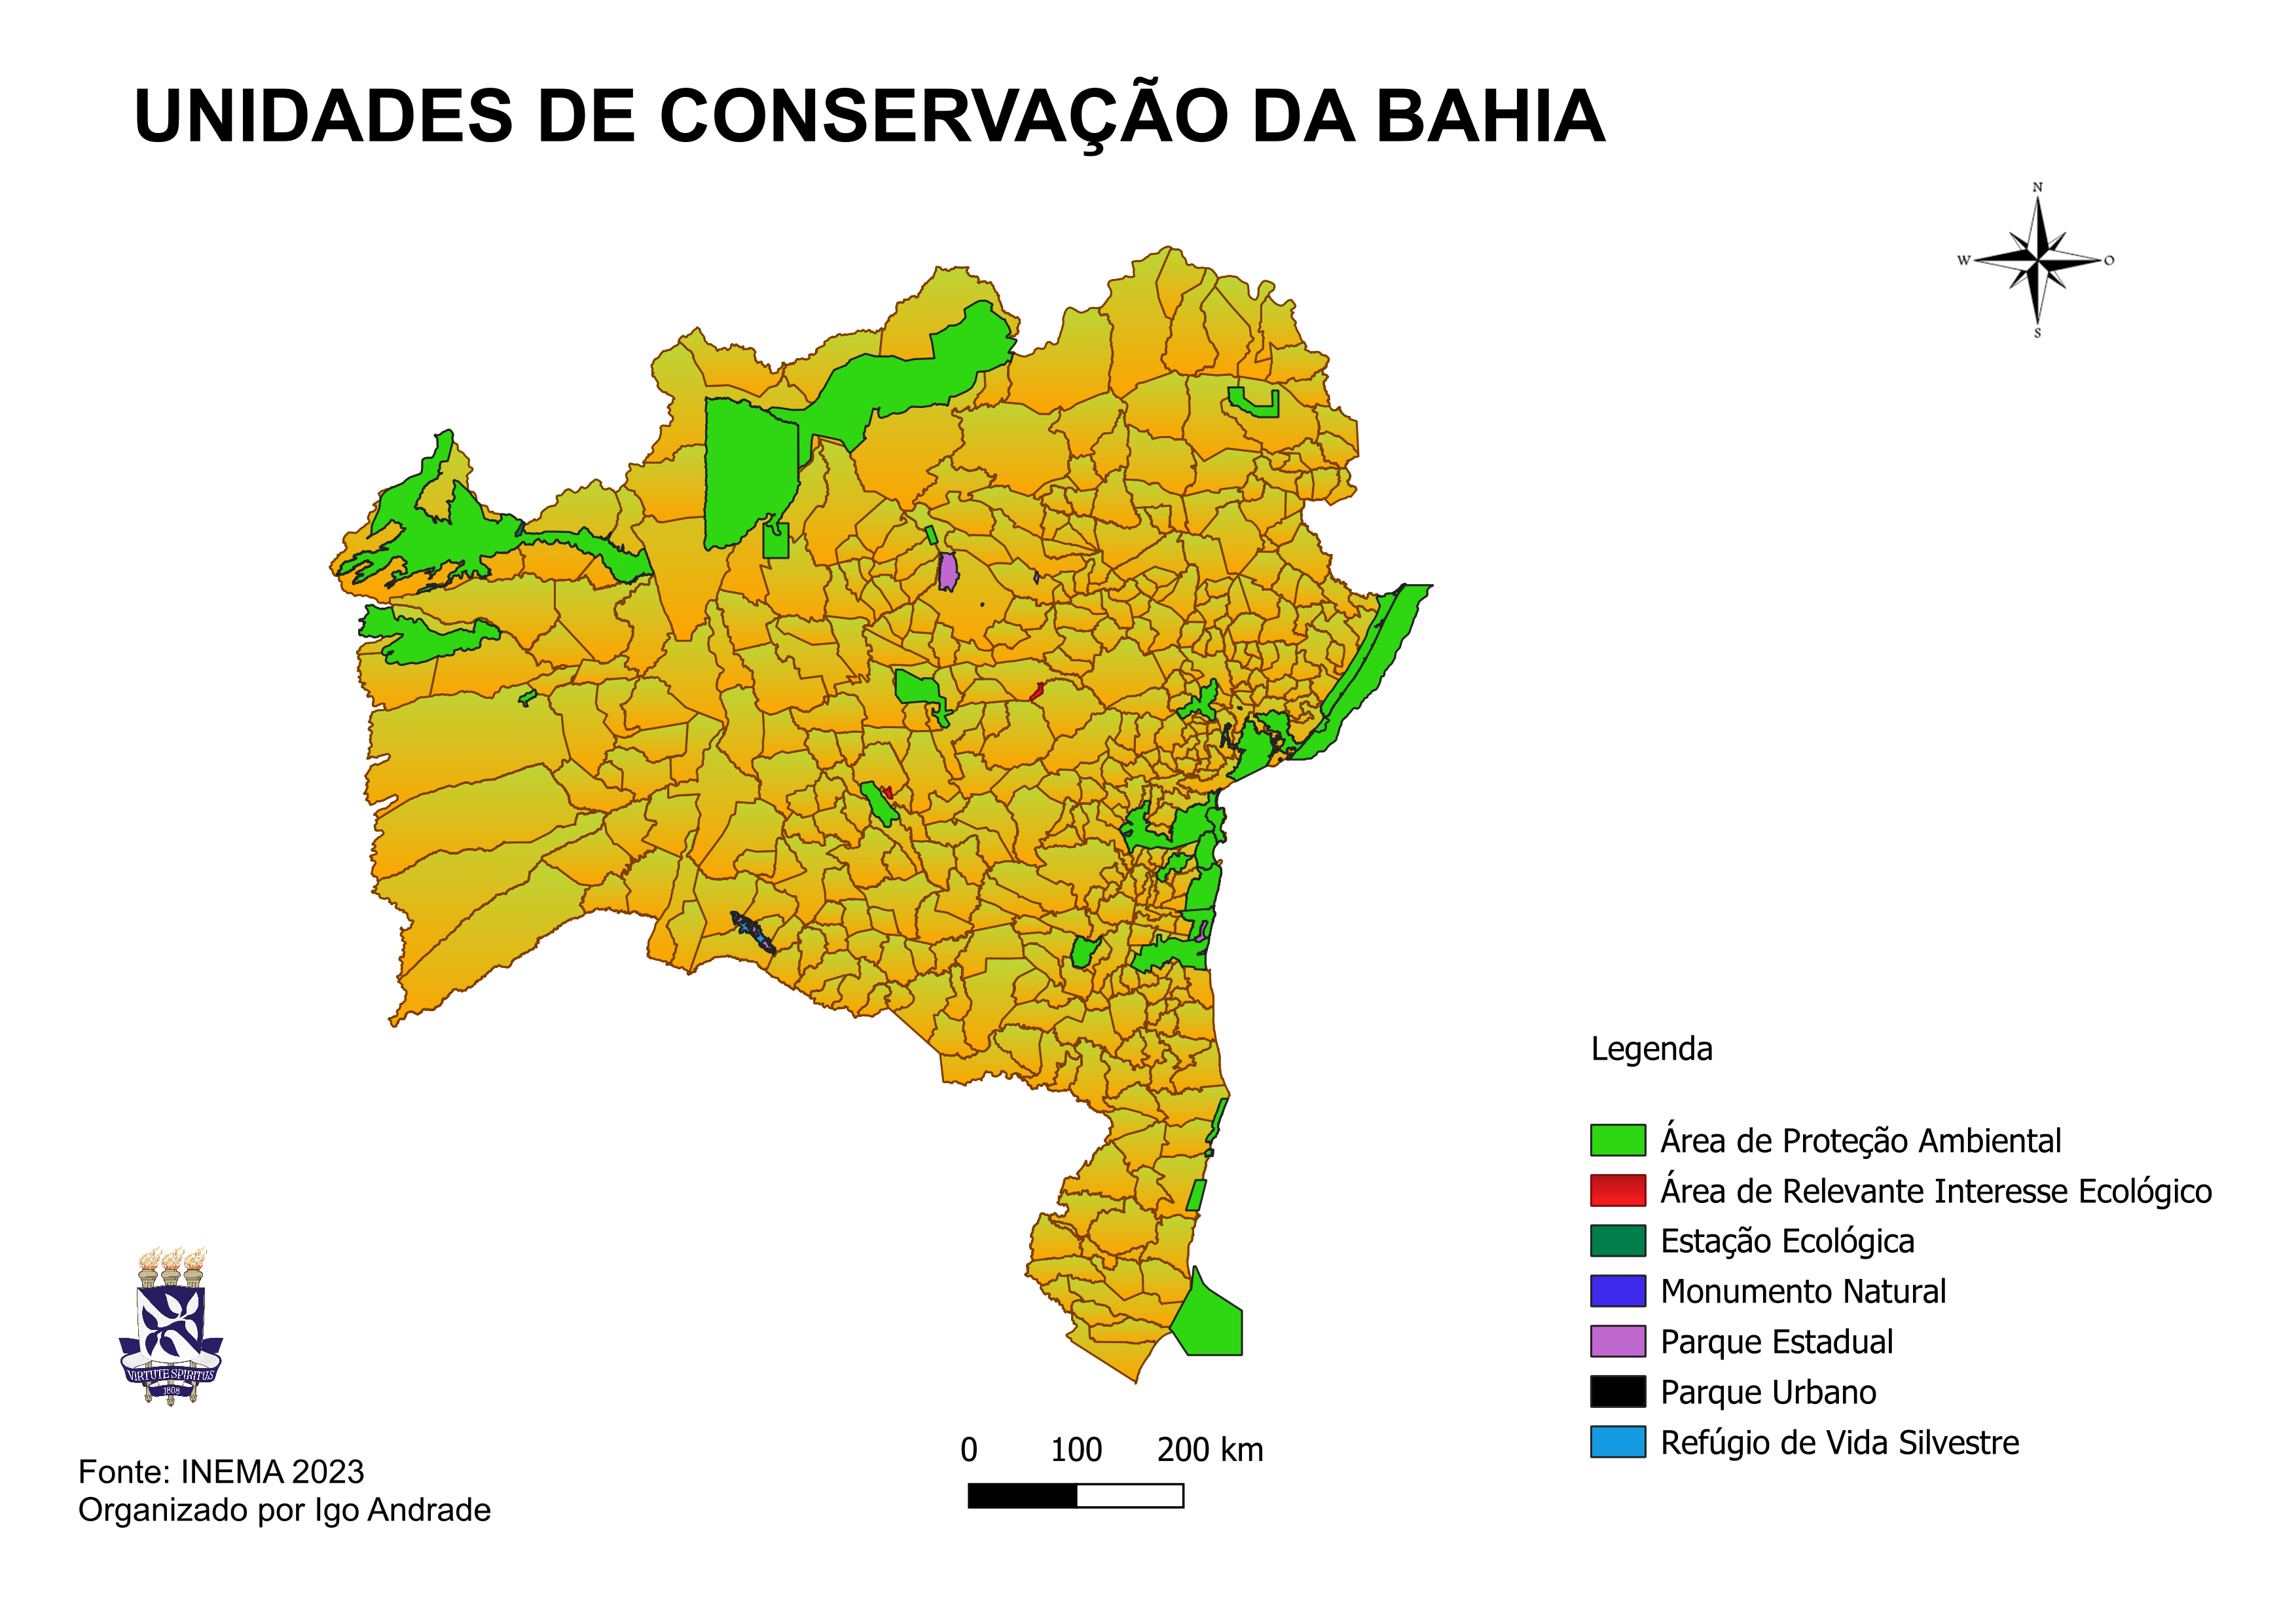 UNIDADES DE CONSERVAÇÃO DA BAHIA
N
W
O
S
Legenda
Área de Proteção Ambiental
Área de Relevante Interesse Ecológico
Estação Ecológica
Monumento Natural
Parque Estadual
Parque Urbano
Refúgio de Vida Silvestre
VIRTUTE SPIRITUS
1808
0 100 200 km
Fonte: INEMA 2023
Organizado por Igo Andrade